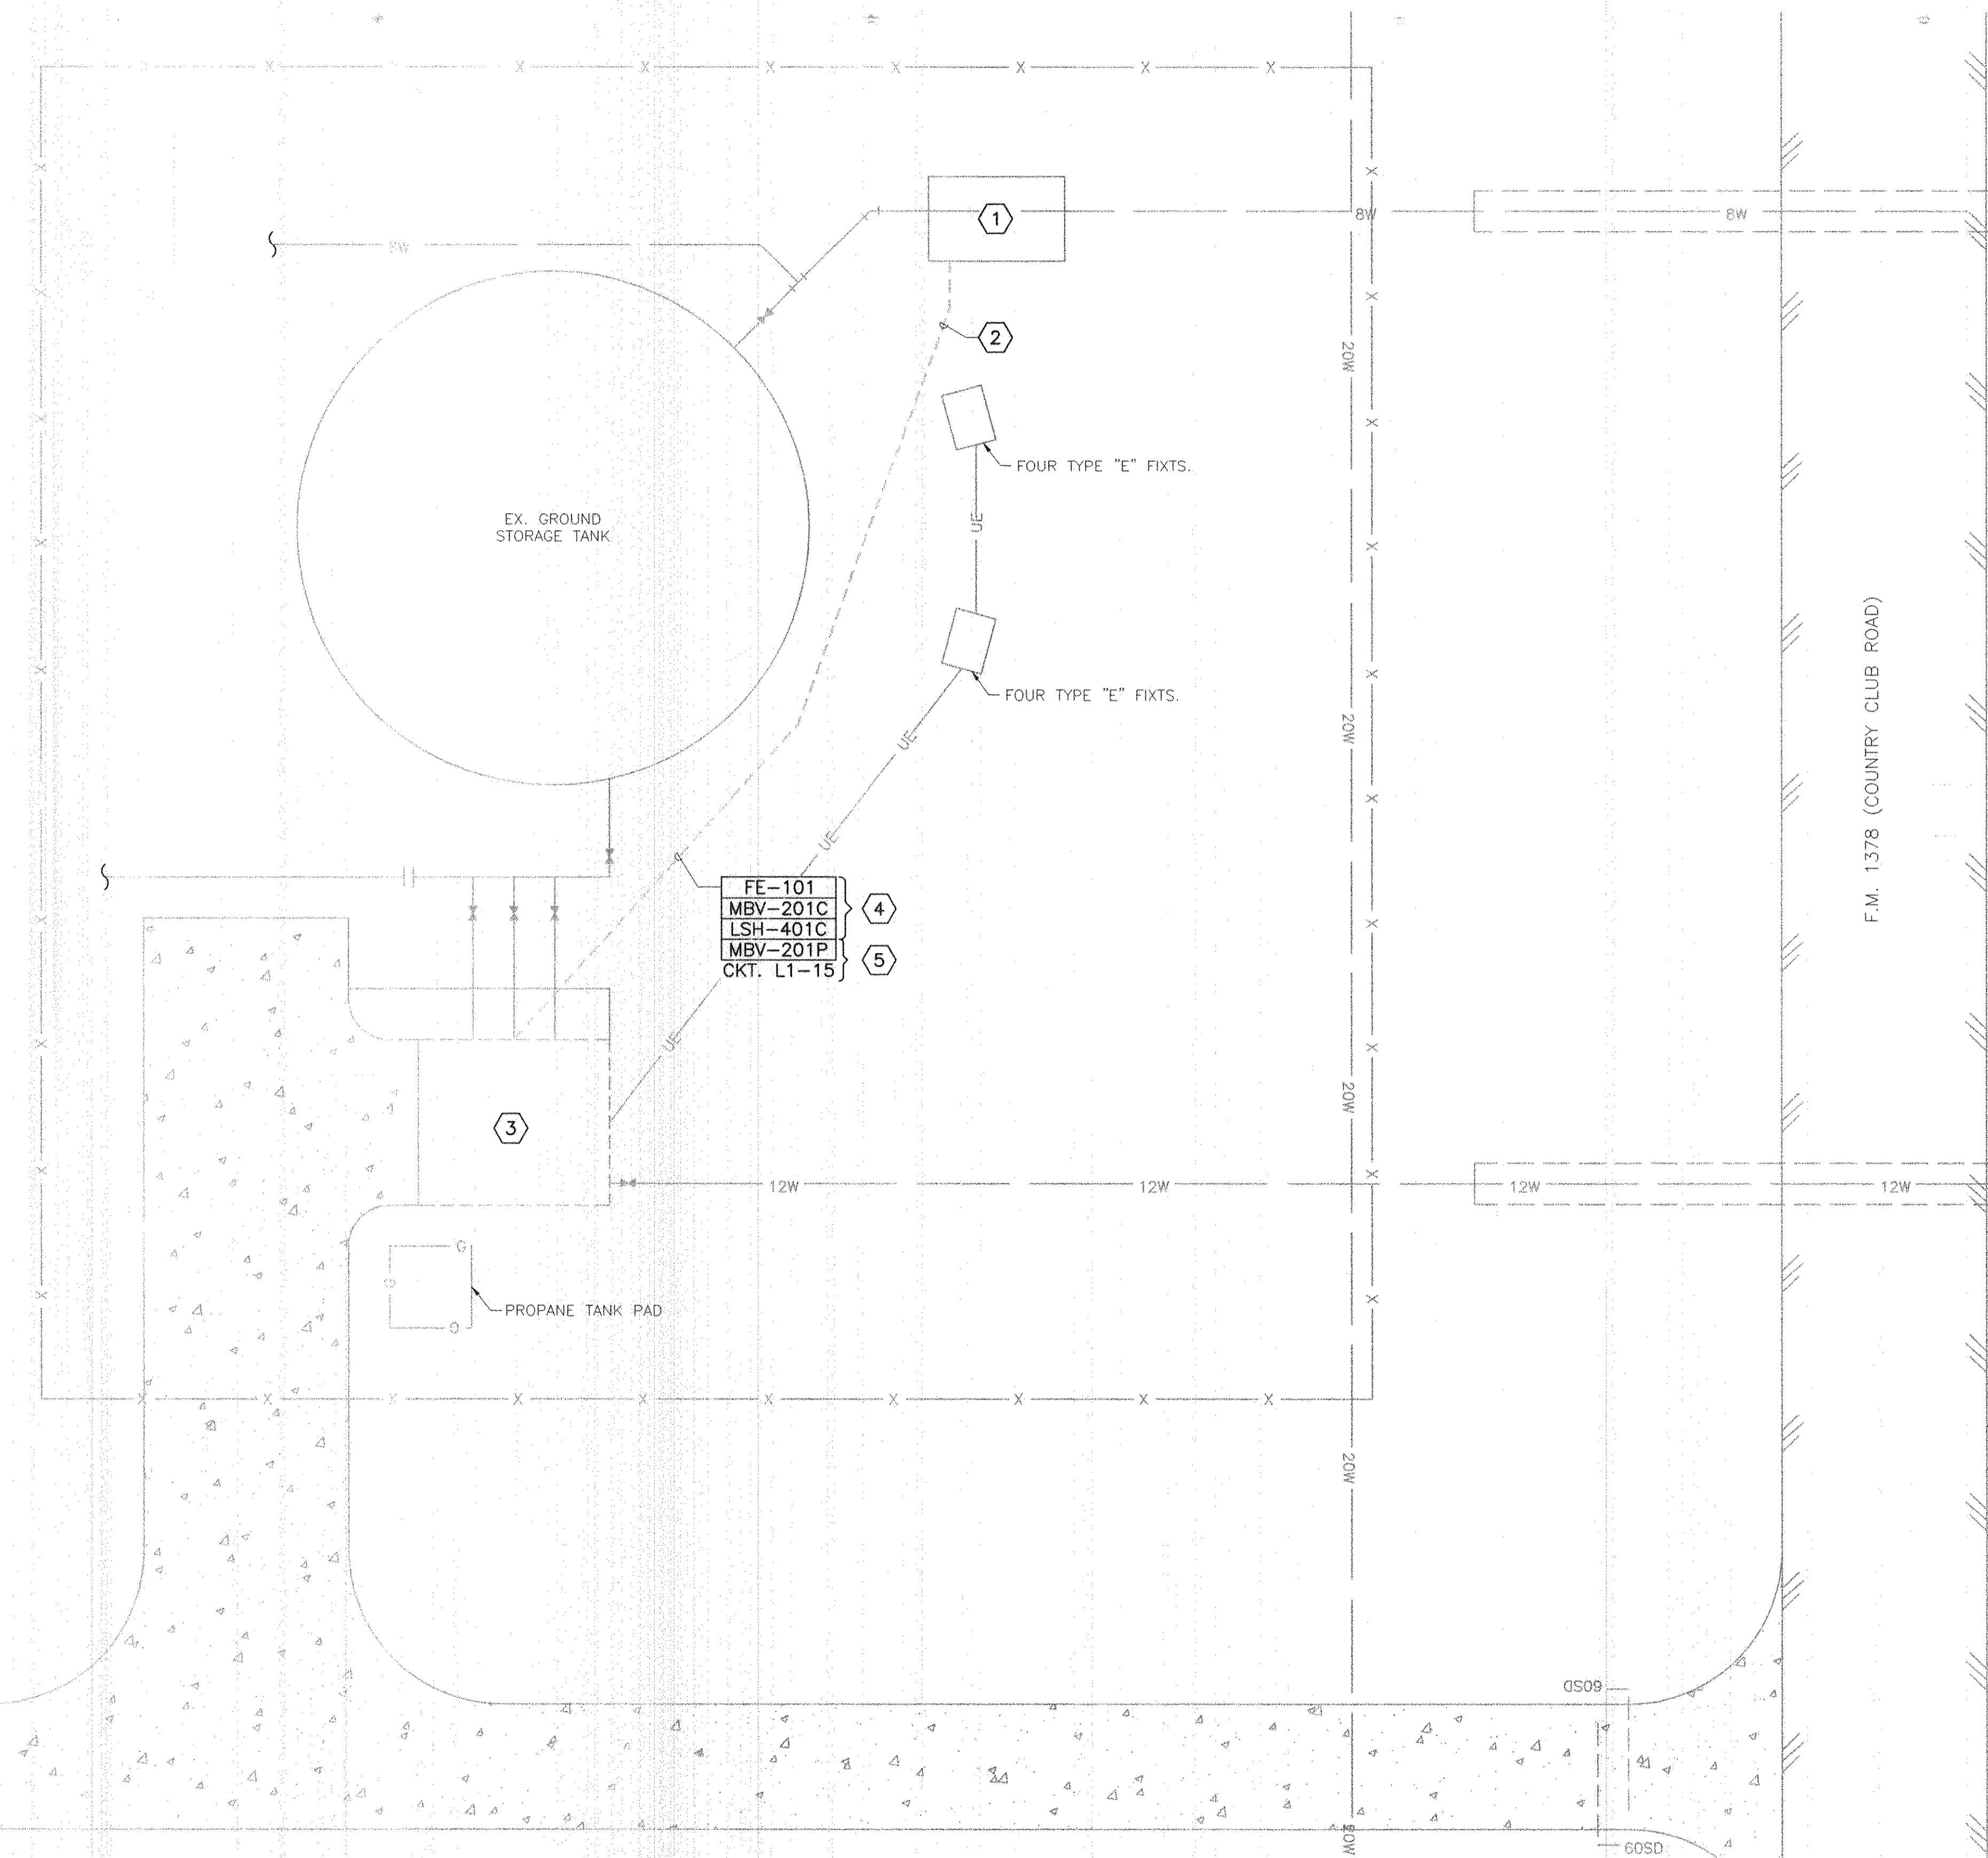 1
8W
8W
2
20W
FOUR TYPE "E" FIXTS.
EX. GROUND
STORAGE TANK
UE
FOUR TYPE "E" FIXTS.
20W
UE
F.M. 1378 (COUNTRY CLUB ROAD)
UE
FE-101
MBV-201C
LSH-401C
4
MBV-201P
CKT. L1-15
5
UE
20W
3
12W
12W
12W
12W
G
G
PROPANE TANK PAD
G
20W
60SD
20W
60SD